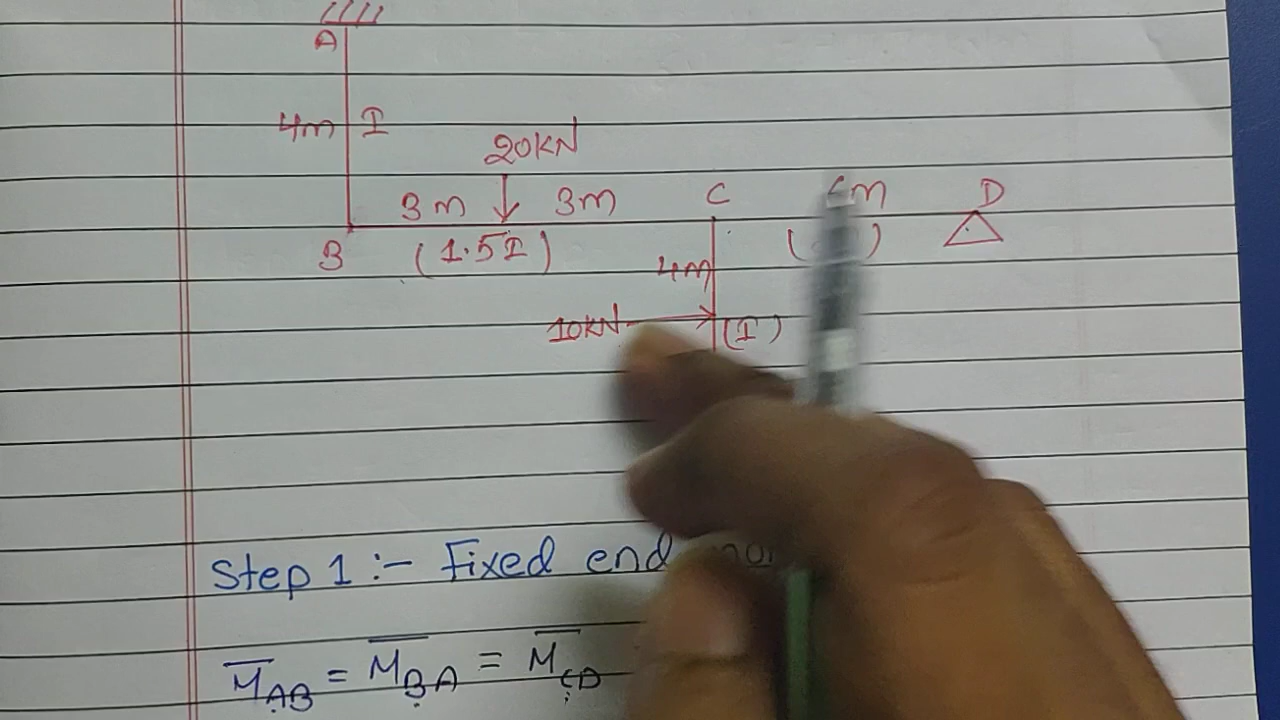 A
4m I
20KN
3m 3m C m D
B (1.5I) ( )
4m
10KN (I)
Step 1 :- Fixed end
M̅AB = M̅BA = M̅CD